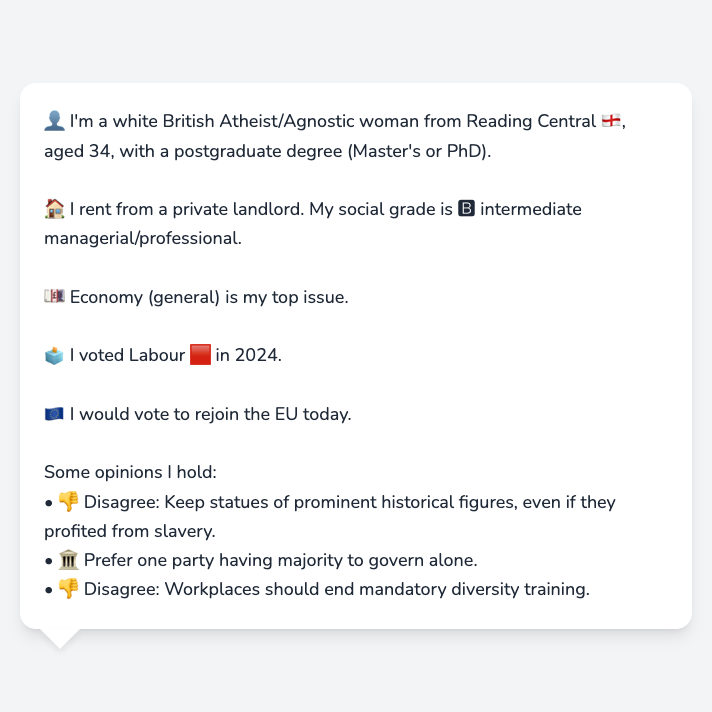 👤 I'm a white British Atheist/Agnostic woman from Reading Central 🏴󠁧󠁢󠁥󠁮󠁧󠁿,
aged 34, with a postgraduate degree (Master's or PhD).
🏠 I rent from a private landlord. My social grade is 🅱 intermediate
managerial/professional.
💷 Economy (general) is my top issue.
🗳️ I voted Labour 🟥 in 2024.
🇪🇺 I would vote to rejoin the EU today.
Some opinions I hold:
• 👎 Disagree: Keep statues of prominent historical figures, even if they
profited from slavery.
• 🏛️ Prefer one party having majority to govern alone.
• 👎 Disagree: Workplaces should end mandatory diversity training.